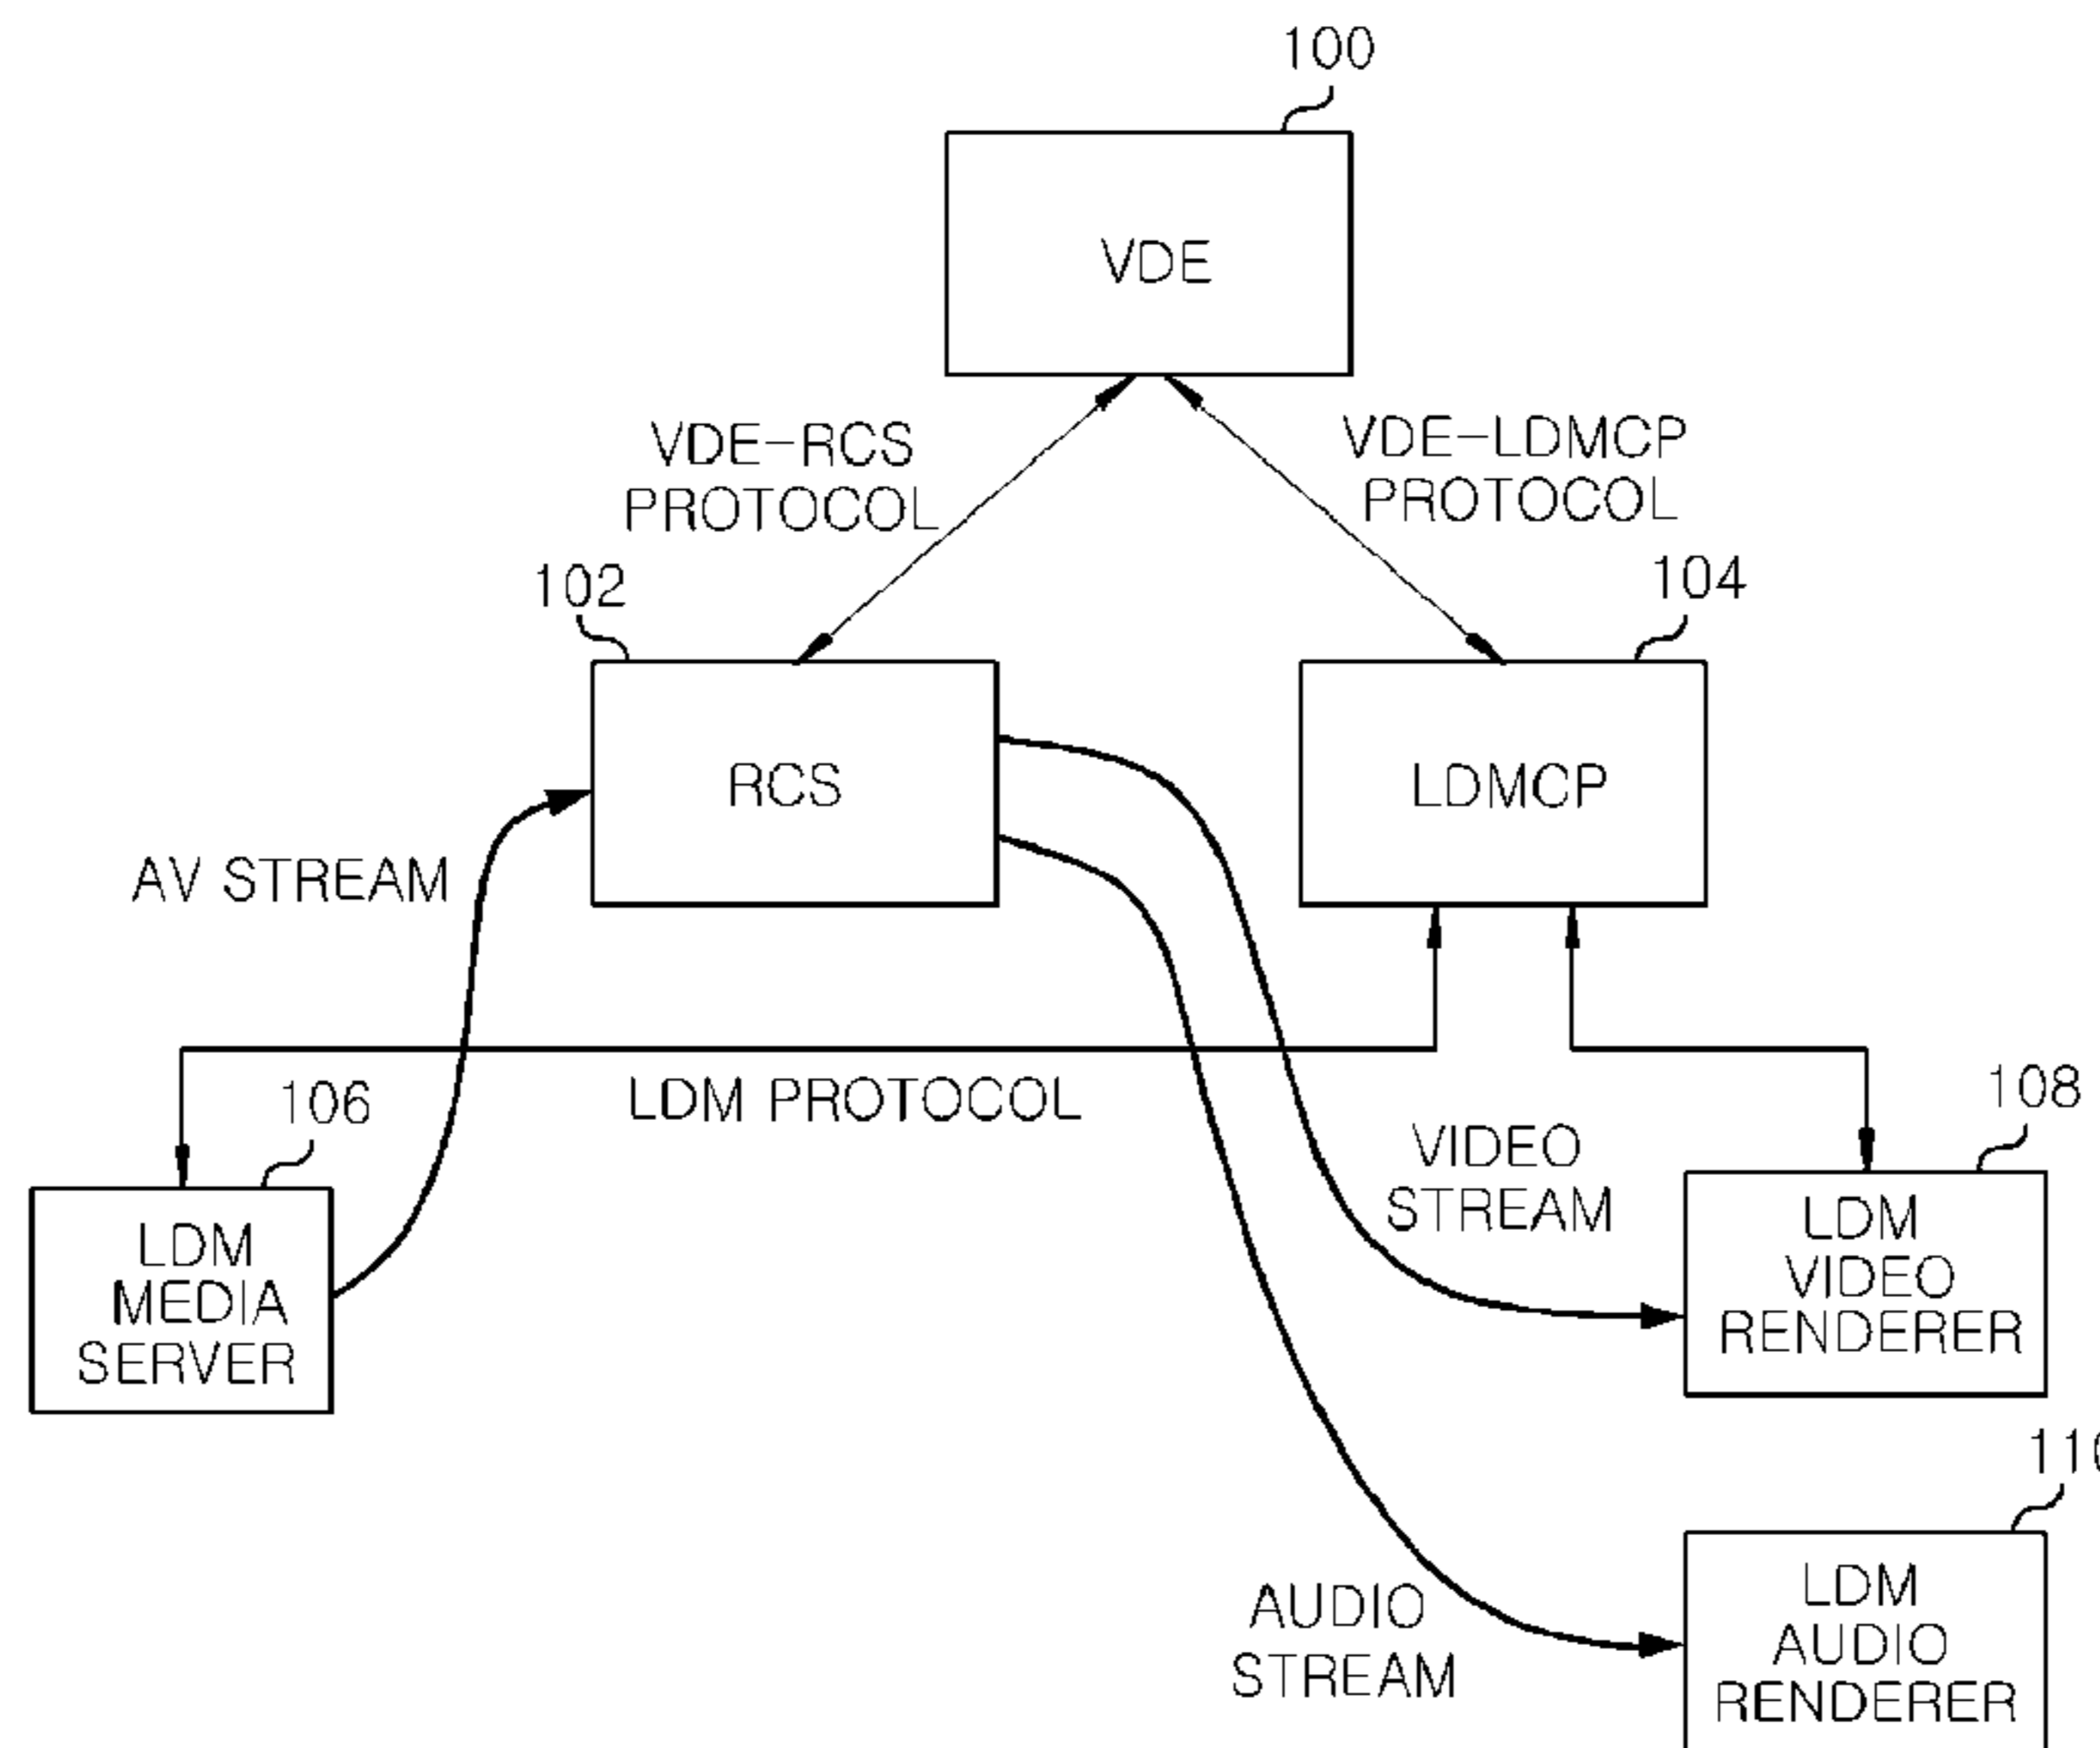 100
VDE
VDE-RCS
PROTOCOL
VDE-LDMCP
PROTOCOL
102
104
RCS
LDMCP
AV STREAM
LDM PROTOCOL
106
108
LDM
MEDIA
SERVER
VIDEO
STREAM
LDM
VIDEO
RENDERER
AUDIO
STREAM
LDM
AUDIO
RENDERER